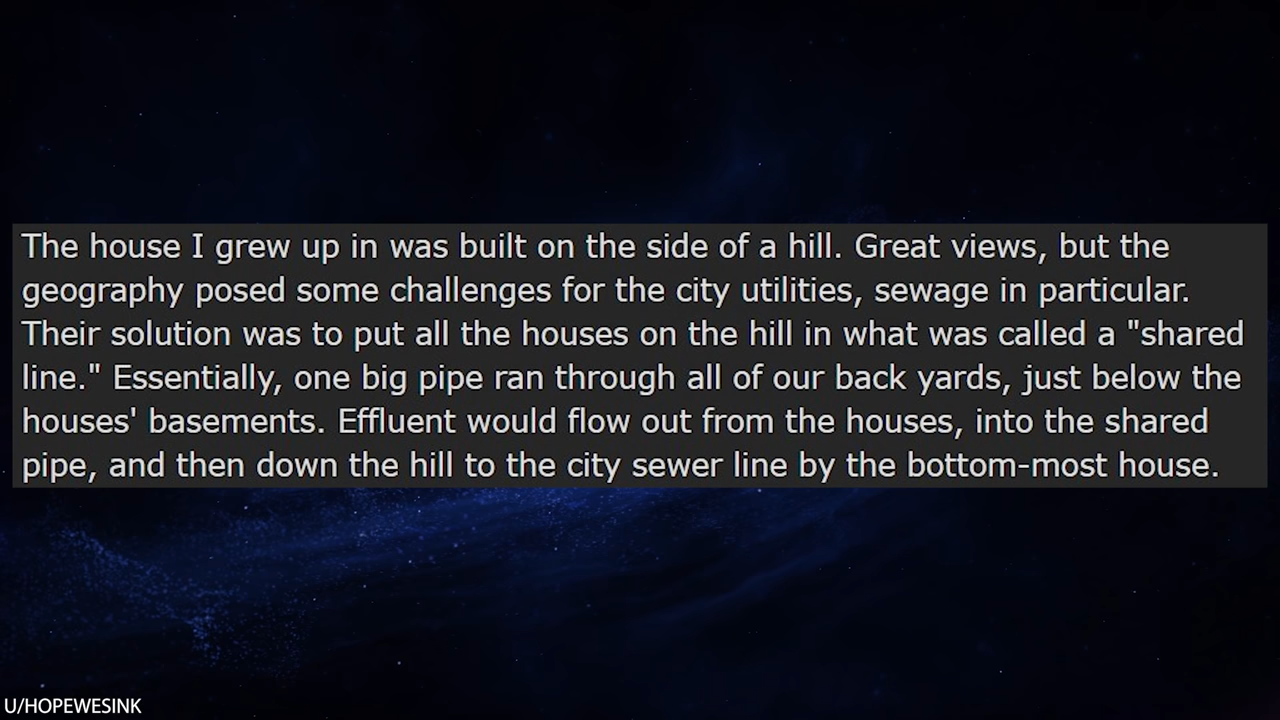 The house I grew up in was built on the side of a hill. Great views, but the
geography posed some challenges for the city utilities, sewage in particular.
Their solution was to put all the houses on the hill in what was called a "shared
line." Essentially, one big pipe ran through all of our back yards, just below the
houses' basements. Effluent would flow out from the houses, into the shared
pipe, and then down the hill to the city sewer line by the bottom-most house.
U/HOPEWESINK